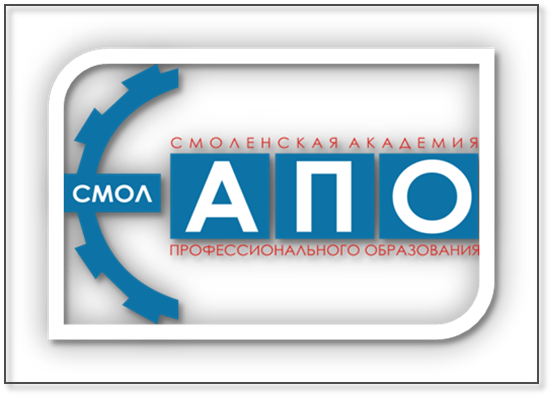 СМОЛЕНСКАЯ АКАДЕМИЯ
СМОЛ АПО
ПРОФЕССИОНАЛЬНОГО ОБРАЗОВАНИЯ